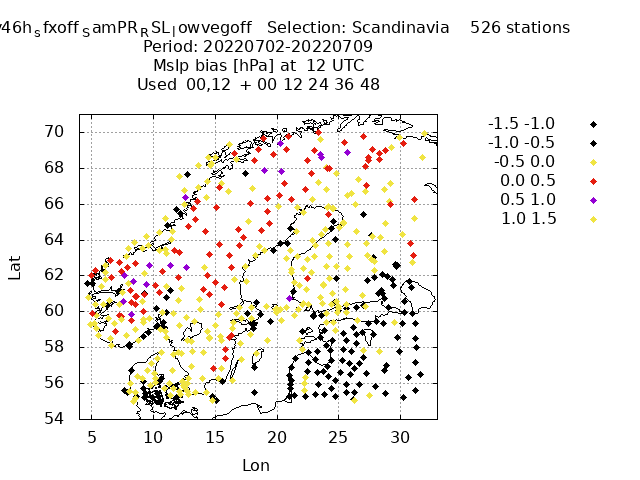 46h_sfxoff_SamPR_RSL_lowvegoff Selection: Scandinavia 526 stations
Period: 20220702-20220709
Mslp bias [hPa] at 12 UTC
Used 00,12 + 00 12 24 36 48
-1.5 -1.0
-1.0 -0.5
-0.5 0.0
0.0 0.5
0.5 1.0
1.0 1.5
70
68
66
64
62
60
58
56
54
Lat
5 10 15 20 25 30
Lon